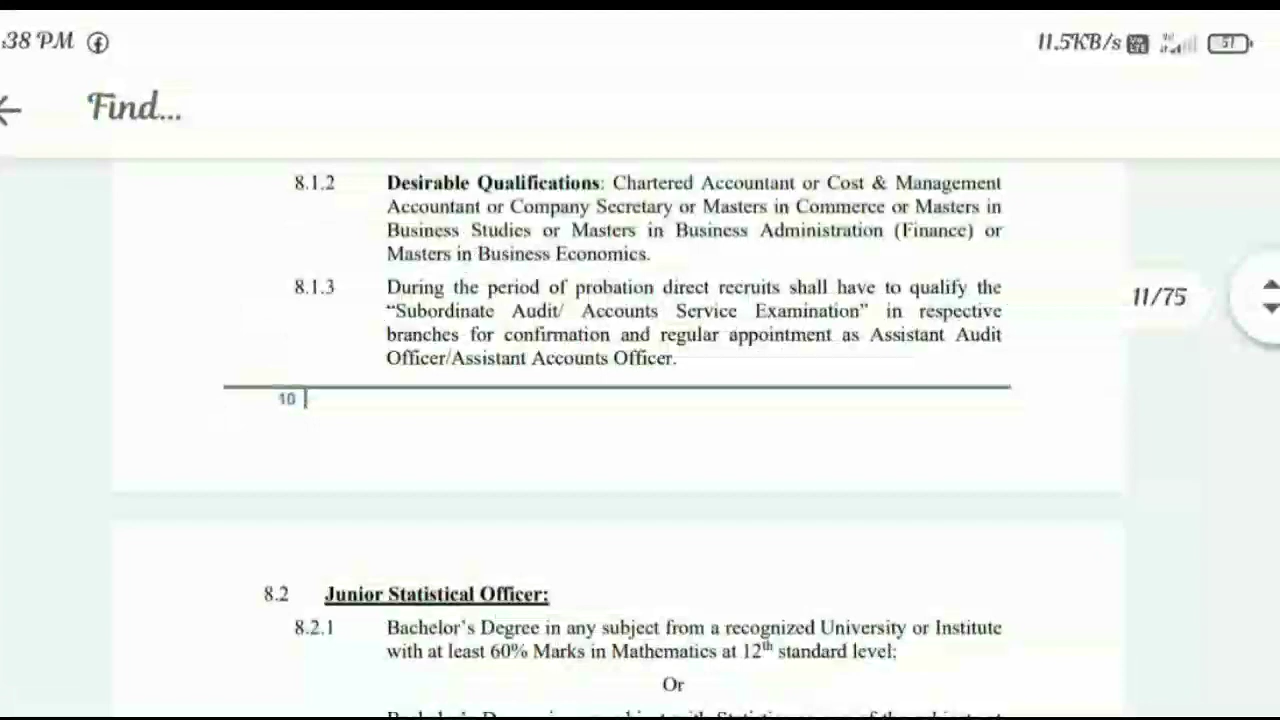 :38 PM
11.5KB/s
57
Find...
8.1.2 Desirable Qualifications: Chartered Accountant or Cost & Management
Accountant or Company Secretary or Masters in Commerce or Masters in
Business Studies or Masters in Business Administration (Finance) or
Masters in Business Economics.
8.1.3 During the period of probation direct recruits shall have to qualify the
“Subordinate Audit/ Accounts Service Examination” in respective
branches for confirmation and regular appointment as Assistant Audit
Officer/Assistant Accounts Officer.
11/75
10
8.2 Junior Statistical Officer:
8.2.1 Bachelor’s Degree in any subject from a recognized University or Institute
with at least 60% Marks in Mathematics at 12th standard level;
Or